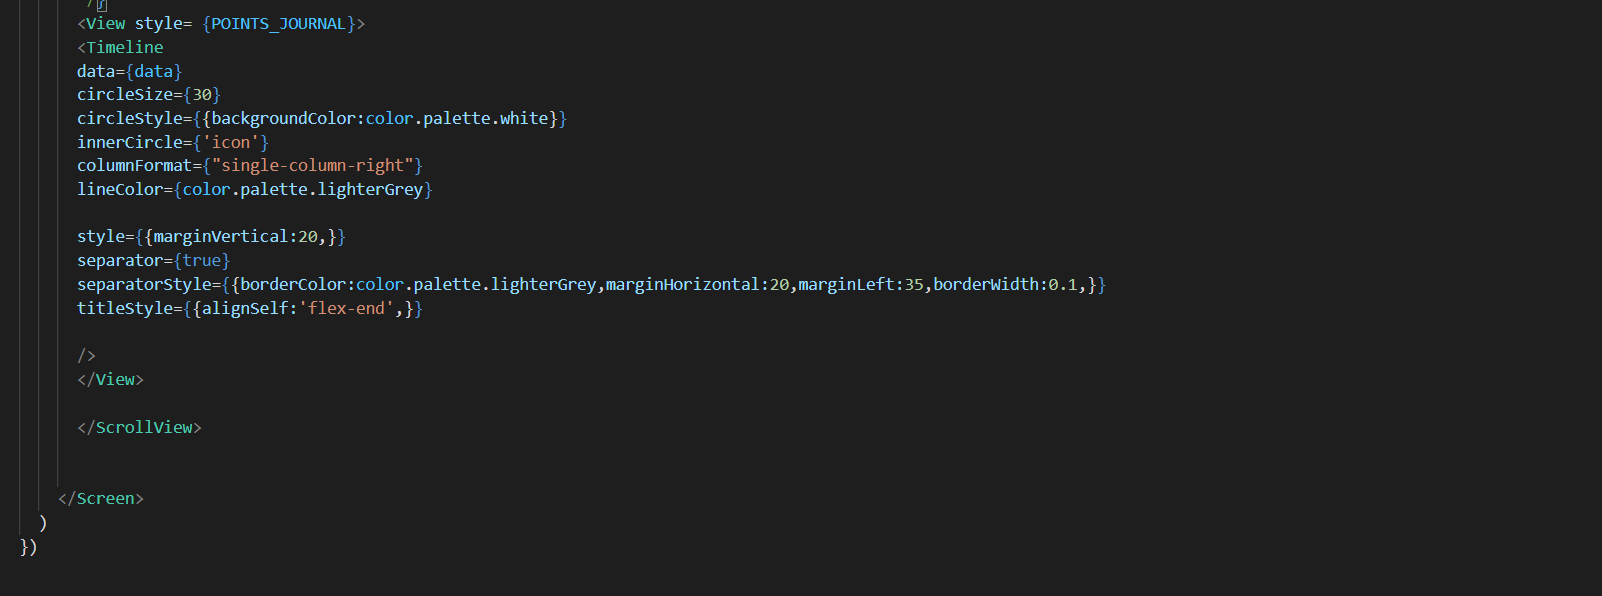 />}
<View style= {POINTS_JOURNAL}>
<Timeline
data={data}
circleSize={30}
circleStyle={{backgroundColor:color.palette.white}}
innerCircle={'icon'}
columnFormat={"single-column-right"}
lineColor={color.palette.lighterGrey}
style={{marginVertical:20,}}
separator={true}
separatorStyle={{borderColor:color.palette.lighterGrey,marginHorizontal:20,marginLeft:35,borderWidth:0.1,}}
titleStyle={{alignSelf:'flex-end',}}
/>
</View>
</ScrollView>
</Screen>
)
})